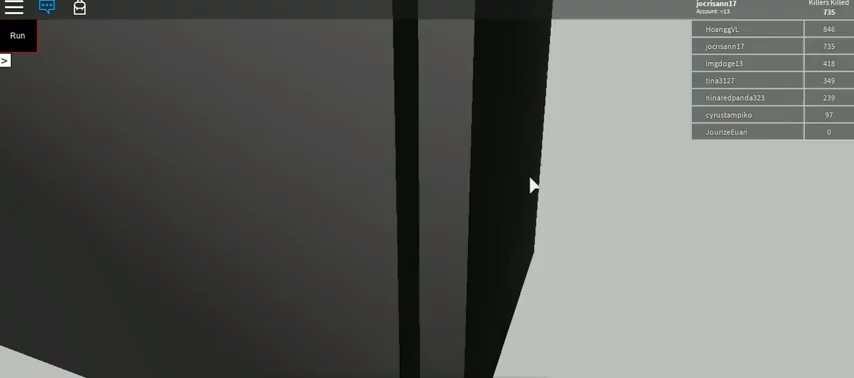 jocrisann17 Killers Killed
Account: <13 735
Run
HoanggVL 846
jocrisann17 735
lmgdoge13 418
>
tina3127 349
ninaredpanda323 239
cyrustampiko 97
JourizeEuan 0